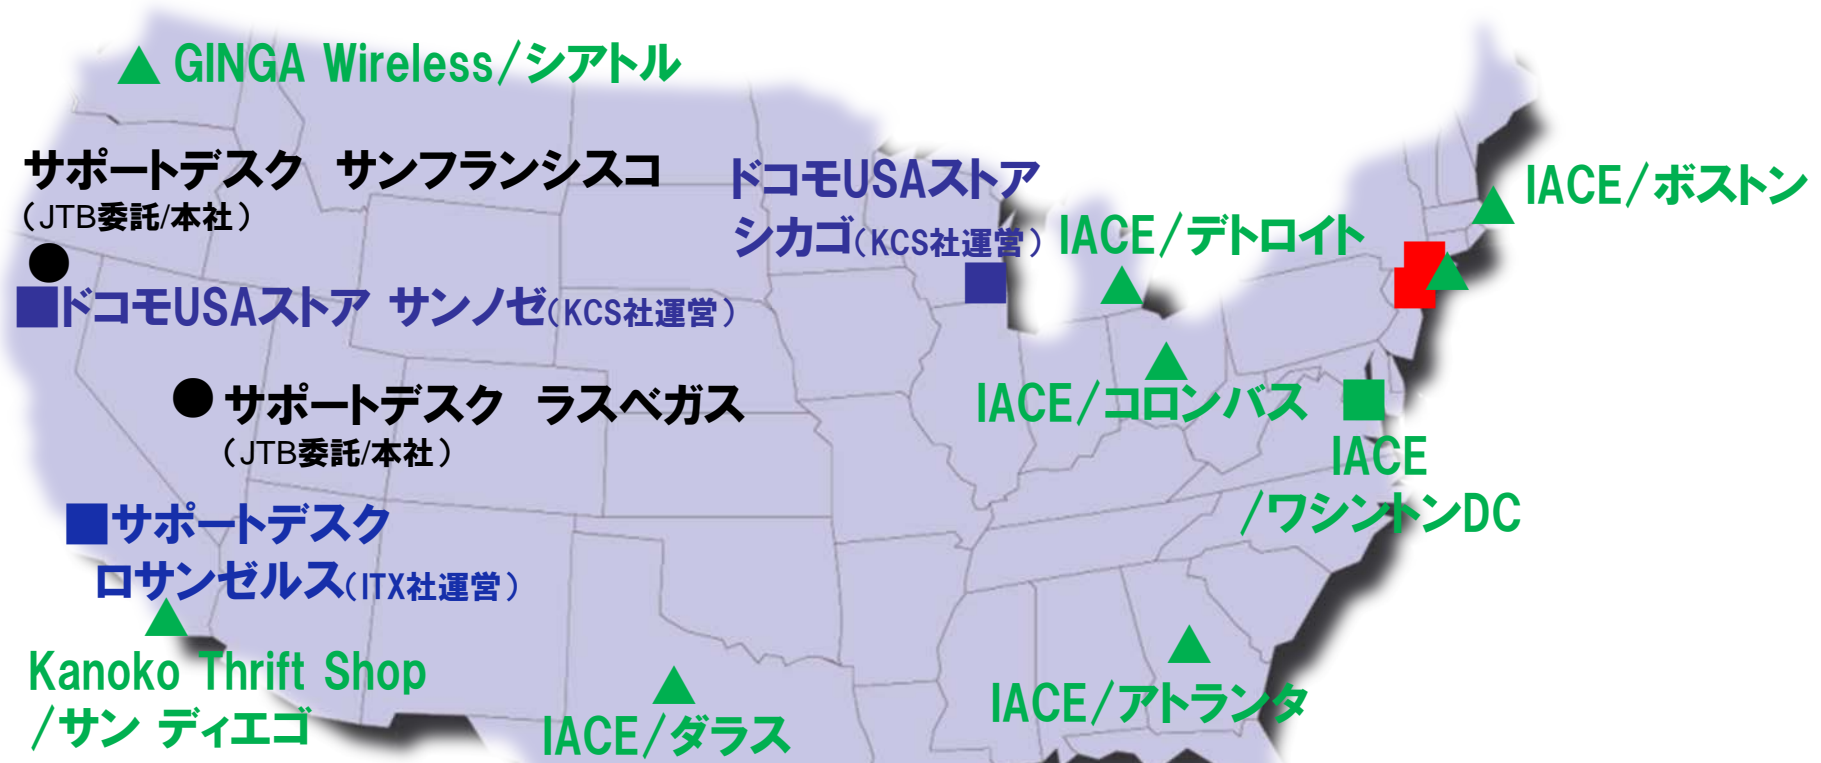 ▲ GINGA Wireless/シアトル
サポートデスク サンフランシスコ
（JTB委託/本社）
ドコモUSAストア
シカゴ（KCS社運営）
IACE/デトロイト
IACE/ボストン
■ドコモUSAストア サンノゼ（KCS社運営）
●サポートデスク ラスベガス
（JTB委託/本社）
IACE/コロンバス
IACE
/ワシントンDC
■サポートデスク
ロサンゼルス（ITX社運営）
Kanoko Thrift Shop
/サン ディエゴ
IACE/ダラス
IACE/アトランタ